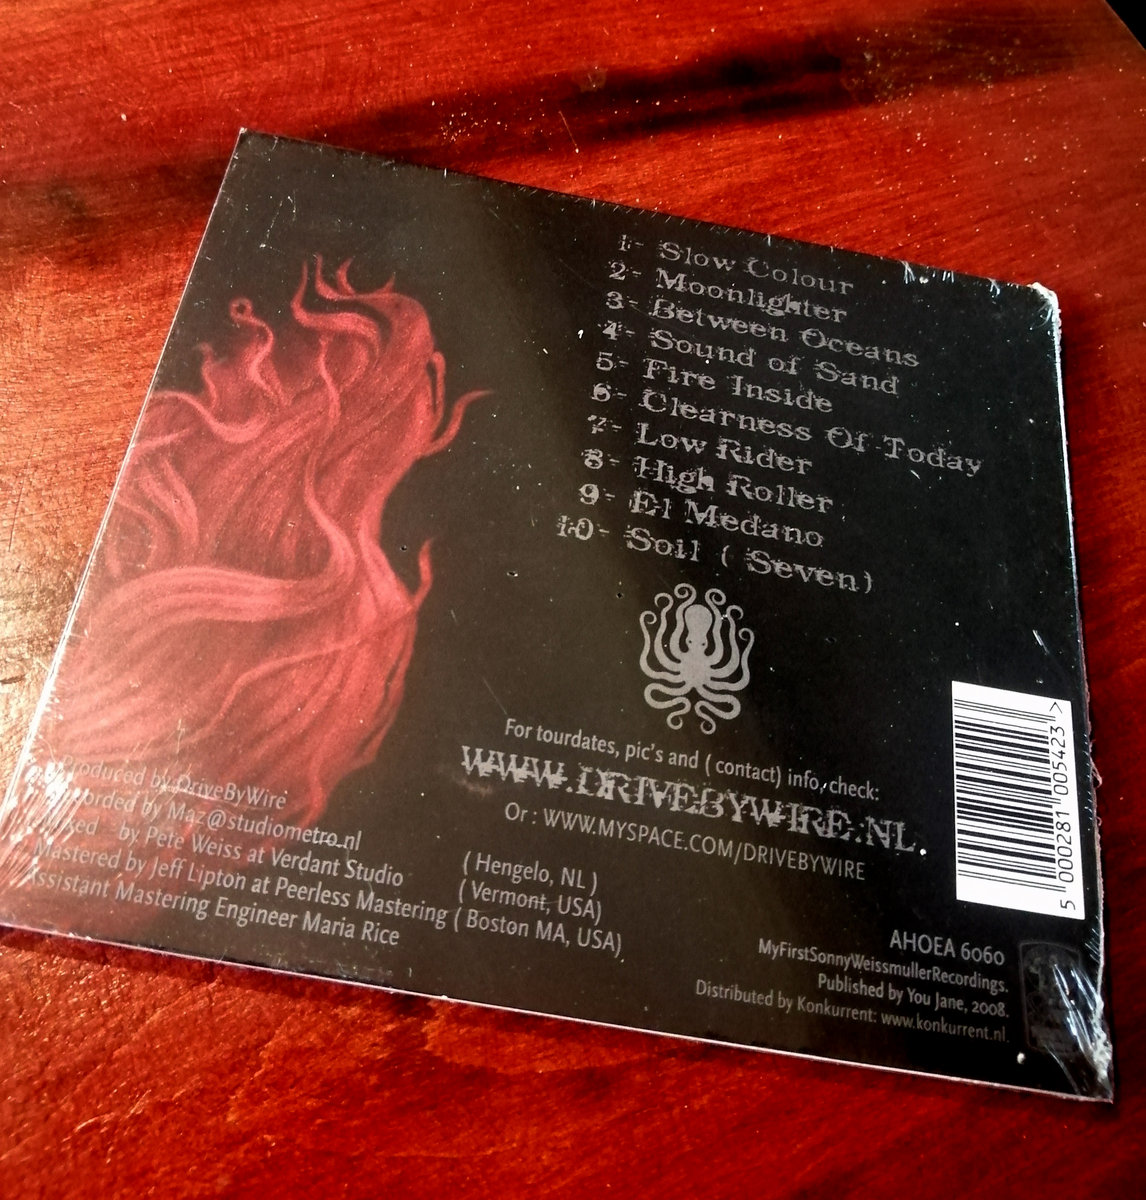 1- Slow Colour
2- Moonlighter
3- Between Oceans
4- Sound of Sand
5- Fire Inside
6- Clearness Of Today
7- Low Rider
8- High Roller
9- El Medano
10- Soil ( Seven )
For tourdates, pic's and ( contact) info, check:
WWW.DRIVEBYWIRE.NL.
Or : WWW.MYSPACE.COM/DRIVEBYWIRE
Produced by DriveByWire
Recorded by Maz@studiometro.nl ( Hengelo, NL )
Mixed by Pete Weiss at Verdant Studio ( Vermont, USA)
Mastered by Jeff Lipton at Peerless Mastering ( Boston MA, USA)
Assistant Mastering Engineer Maria Rice
5 000281 005423 >
AHOEA 6060
MyFirstSonnyWeissmullerRecordings.
Published by You Jane, 2008.
Distributed by Konkurrent: www.konkurrent.nl.